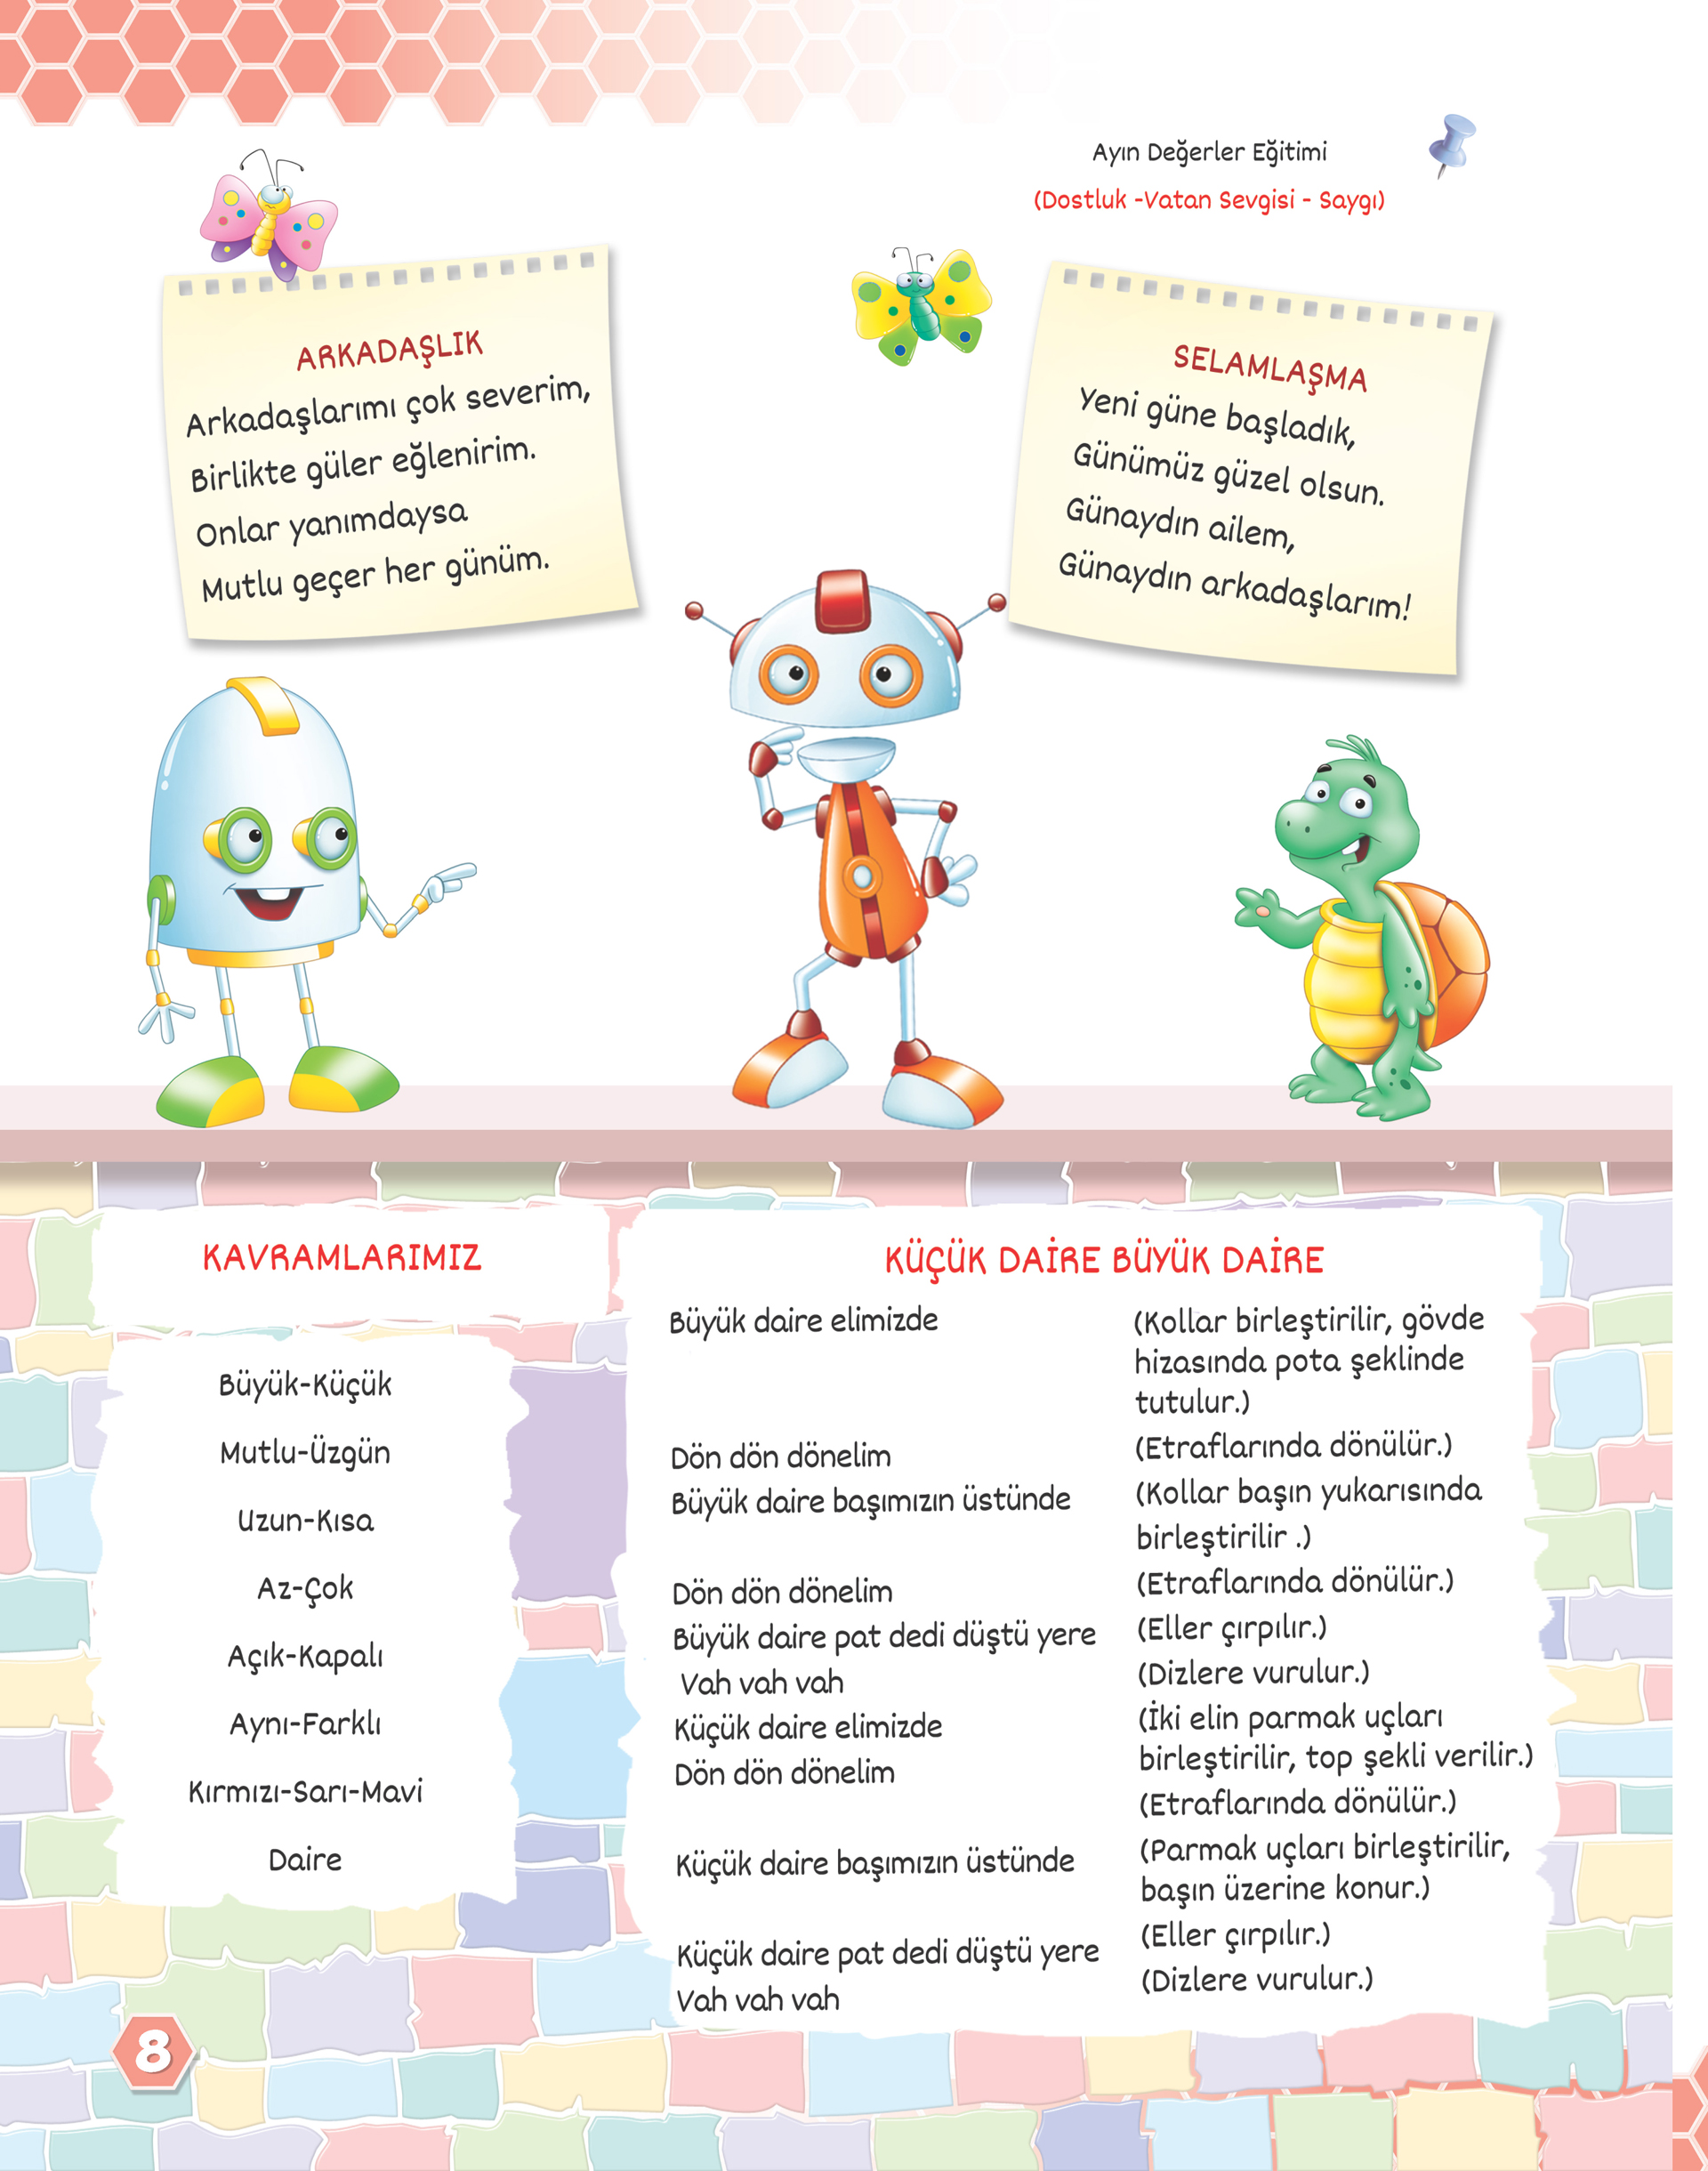 Ayın Değerler Eğitimi
(Dostluk -Vatan Sevgisi - Saygı)
ARKADAŞLIK
Arkadaşlarımı çok severim,
Birlikte güler eğlenirim.
Onlar yanımdaysa
Mutlu geçer her günüm.
SELAMLAŞMA
Yeni güne başladık,
Günümüz güzel olsun.
Günaydın ailem,
Günaydın arkadaşlarım!
KAVRAMLARIMIZ
Büyük-Küçük
Mutlu-Üzgün
Uzun-Kısa
Az-Çok
Açık-Kapalı
Aynı-Farklı
Kırmızı-Sarı-Mavi
Daire
KÜÇÜK DAİRE BÜYÜK DAİRE
Büyük daire elimizde
Dön dön dönelim
Büyük daire başımızın üstünde
Dön dön dönelim
Büyük daire pat dedi düştü yere
Vah vah vah
Küçük daire elimizde
Dön dön dönelim
Küçük daire başımızın üstünde
Küçük daire pat dedi düştü yere
Vah vah vah
(Kollar birleştirilir, gövde
hizasında pota şeklinde
tutulur.)
(Etraflarında dönülür.)
(Kollar başın yukarısında
birleştirilir .)
(Etraflarında dönülür.)
(Eller çırpılır.)
(Dizlere vurulur.)
(İki elin parmak uçları
birleştirilir, top şekli verilir.)
(Etraflarında dönülür.)
(Parmak uçları birleştirilir,
başın üzerine konur.)
(Eller çırpılır.)
(Dizlere vurulur.)
8